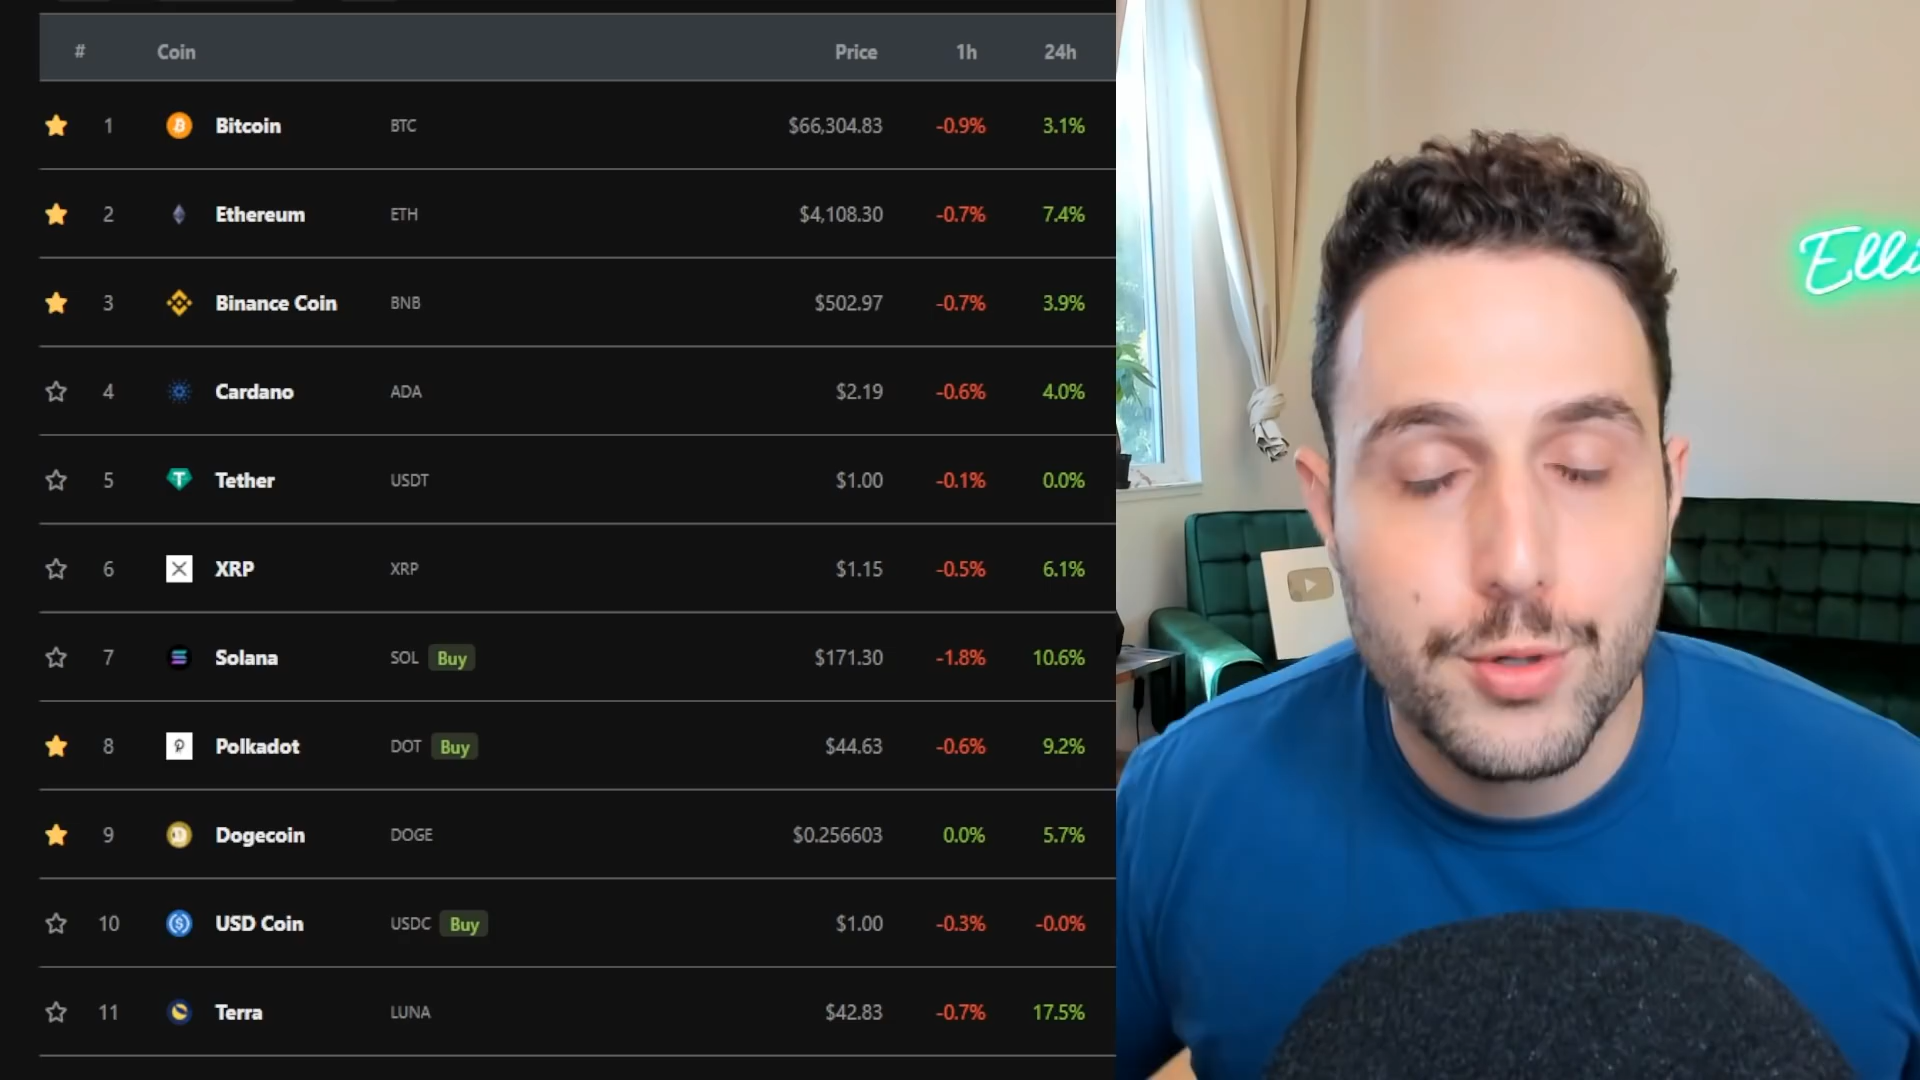 # Coin Price 1h 24h
1 Bitcoin BTC $66,304.83 -0.9% 3.1%
2 Ethereum ETH $4,108.30 -0.7% 7.4%
3 Binance Coin BNB $502.97 -0.7% 3.9%
4 Cardano ADA $2.19 -0.6% 4.0%
5 Tether USDT $1.00 -0.1% 0.0%
6 XRP XRP $1.15 -0.5% 6.1%
7 Solana SOL Buy $171.30 -1.8% 10.6%
8 Polkadot DOT Buy $44.63 -0.6% 9.2%
9 Dogecoin DOGE $0.256603 0.0% 5.7%
10 USD Coin USDC Buy $1.00 -0.3% -0.0%
11 Terra LUNA $42.83 -0.7% 17.5%
Elli